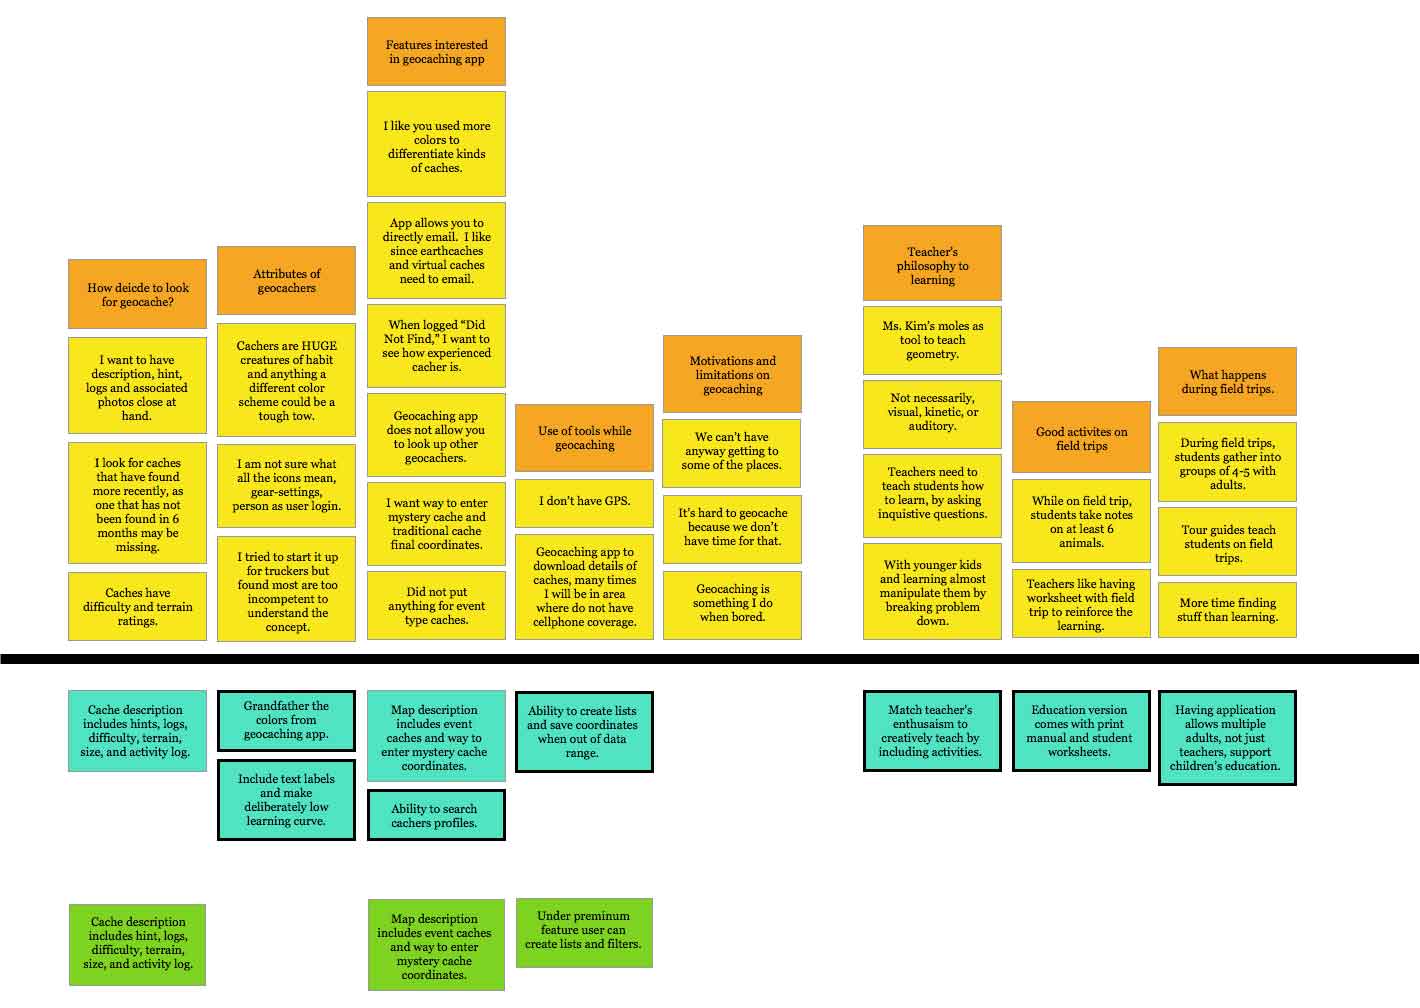 Features interested
in geocaching app
I like you used more
colors to
differentiate kinds
of caches.
App allows you to
directly email.  I like
since earthcaches
and virtual caches
need to email.
When logged “Did
Not Find,” I want to
see how experienced
cacher is.
Geocaching app
does not allow you
to look up other
geocachers.
I want way to enter
mystery cache and
traditional cache
final coordinates.
Did not put
anything for event
type caches.
How deicde to look
for geocache?
I want to have
description, hint,
logs and associated
photos close at
hand.
I look for caches
that have found
more recently, as
one that has not
been found in 6
months may be
missing.
Caches have
difficulty and terrain
ratings.
Attributes of
geocachers
Cachers are HUGE
creatures of habit
and anything a
different color
scheme could be a
tough tow.
I am not sure what
all the icons mean,
gear-settings,
person as user login.
I tried to start it up
for truckers but
found most are too
incompetent to
understand the
concept.
Use of tools while
geocaching
I don’t have GPS.
Geocaching app to
download details of
caches, many times
I will be in area
where do not have
cellphone coverage.
Motivations and
limitations on
geocaching
We can’t have
anyway getting to
some of the places.
It’s hard to geocache
because we don’t
have time for that.
Geocaching is
something I do
when bored.
Teacher's
philosophy to
learning
Ms. Kim’s moles as
tool to teach
geometry.
Not necessarily,
visual, kinetic, or
auditory.
Teachers need to
teach students how
to learn, by asking
inquistive questions.
With younger kids
and learning almost
manipulate them by
breaking problem
down.
Good activites on
field trips
While on field trip,
students take notes
on at least 6
animals.
Teachers like having
worksheet with field
trip to reinforce the
learning.
What happens
during field trips.
During field trips,
students gather into
groups of 4-5 with
adults.
Tour guides teach
students on field
trips.
More time finding
stuff than learning.
Cache description
includes hints, logs,
difficulty, terrain,
size, and activity log.
Grandfather the
colors from
geocaching app.
Include text labels
and make
deliberately low
learning curve.
Map description
includes event
caches and way to
enter mystery cache
coordinates.
Ability to search
cachers profiles.
Ability to create lists
and save coordinates
when out of data
range.
Match teacher's
enthusaism to
creatively teach by
including activities.
Education version
comes with print
manual and student
worksheets.
Having application
allows multiple
adults, not just
teachers, support
children’s education.
Cache description
includes hint, logs,
difficulty, terrain,
size, and activity log.
Map description
includes event caches
and way to enter
mystery cache
coordinates.
Under preminum
feature user can
create lists and filters.